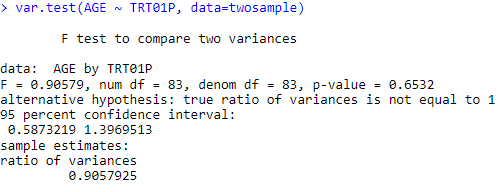 > var.test(AGE ~ TRT01P, data=twosample)
F test to compare two variances
data:  AGE by TRT01P
F = 0.90579, num df = 83, denom df = 83, p-value = 0.6532
alternative hypothesis: true ratio of variances is not equal to 1
95 percent confidence interval:
0.5873219 1.3969513
sample estimates:
ratio of variances
0.9057925